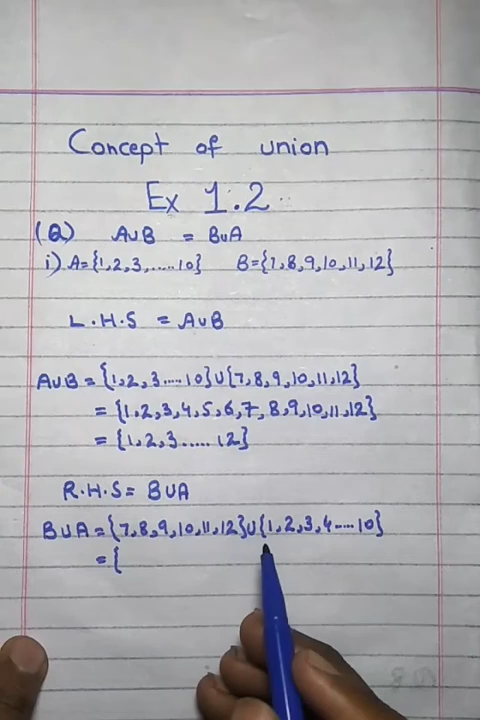 Concept of union
Ex 1.2
(Q) A∪B = B∪A
i) A={1,2,3,.....10} B={7,8,9,10,11,12}
L.H.S = A∪B
A∪B = {1,2,3.....10}∪{7,8,9,10,11,12}
= {1,2,3,4,5,6,7,8,9,10,11,12}
= {1,2,3.....12}
R.H.S = B∪A
B∪A = {7,8,9,10,11,12}∪{1,2,3,4....10}
= {